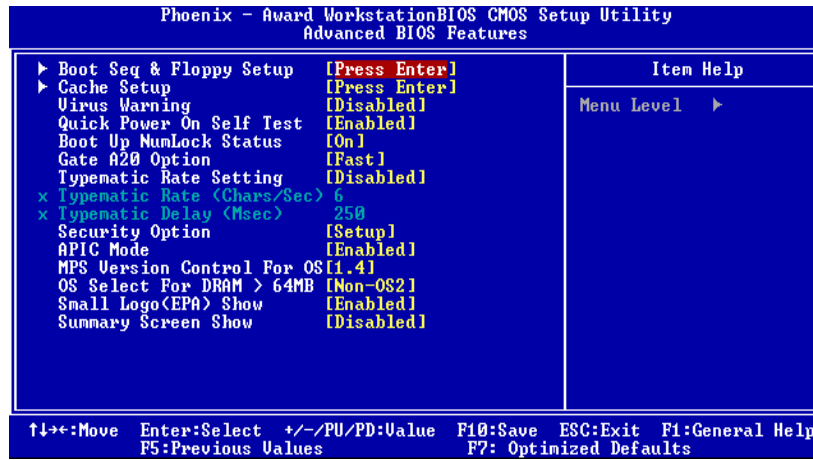 Phoenix - Award WorkstationBIOS CMOS Setup Utility
Advanced BIOS Features
▶ Boot Seq & Floppy Setup [Press Enter]
▶ Cache Setup [Press Enter]
Virus Warning [Disabled]
Quick Power On Self Test [Enabled]
Boot Up NumLock Status [On]
Gate A20 Option [Fast]
Typematic Rate Setting [Disabled]
x Typematic Rate (Chars/Sec) 6
x Typematic Delay (Msec) 250
Security Option [Setup]
APIC Mode [Enabled]
MPS Version Control For OS[1.4]
OS Select For DRAM > 64MB [Non-OS2]
Small Logo(EPA) Show [Enabled]
Summary Screen Show [Disabled]
Item Help
Menu Level ▶
↑↓→←:Move Enter:Select +/-/PU/PD:Value F10:Save ESC:Exit F1:General Help
F5:Previous Values F7: Optimized Defaults